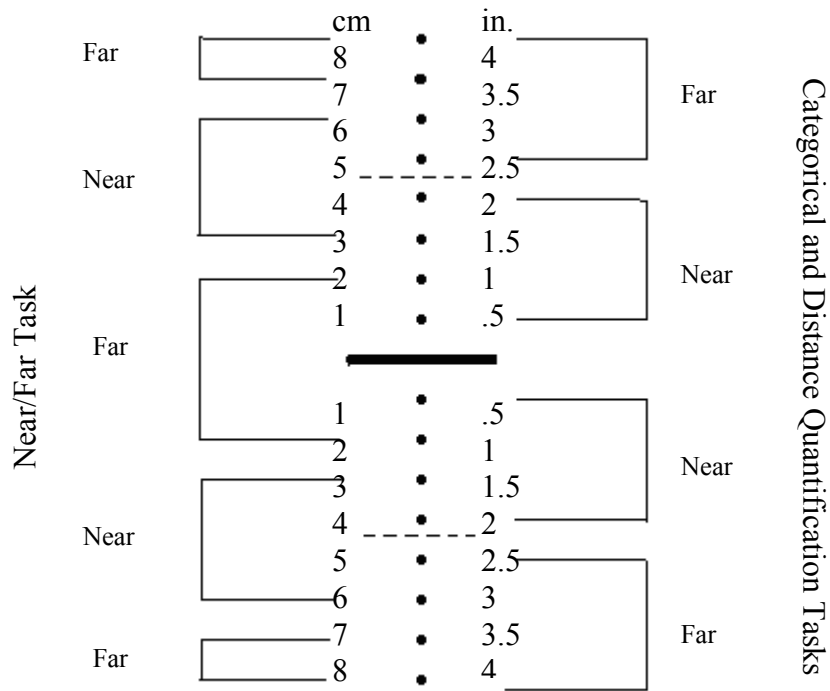 cm in.
Far 8 4
7 3.5 Far
6 3
Near 5 2.5
4 2
3 1.5
2 1 Near
Far 1 .5
Near/Far Task
Categorical and Distance Quantification Tasks
1 .5
2 1 Near
3 1.5
Near 4 2
5 2.5
6 3
Far 7 3.5 Far
8 4